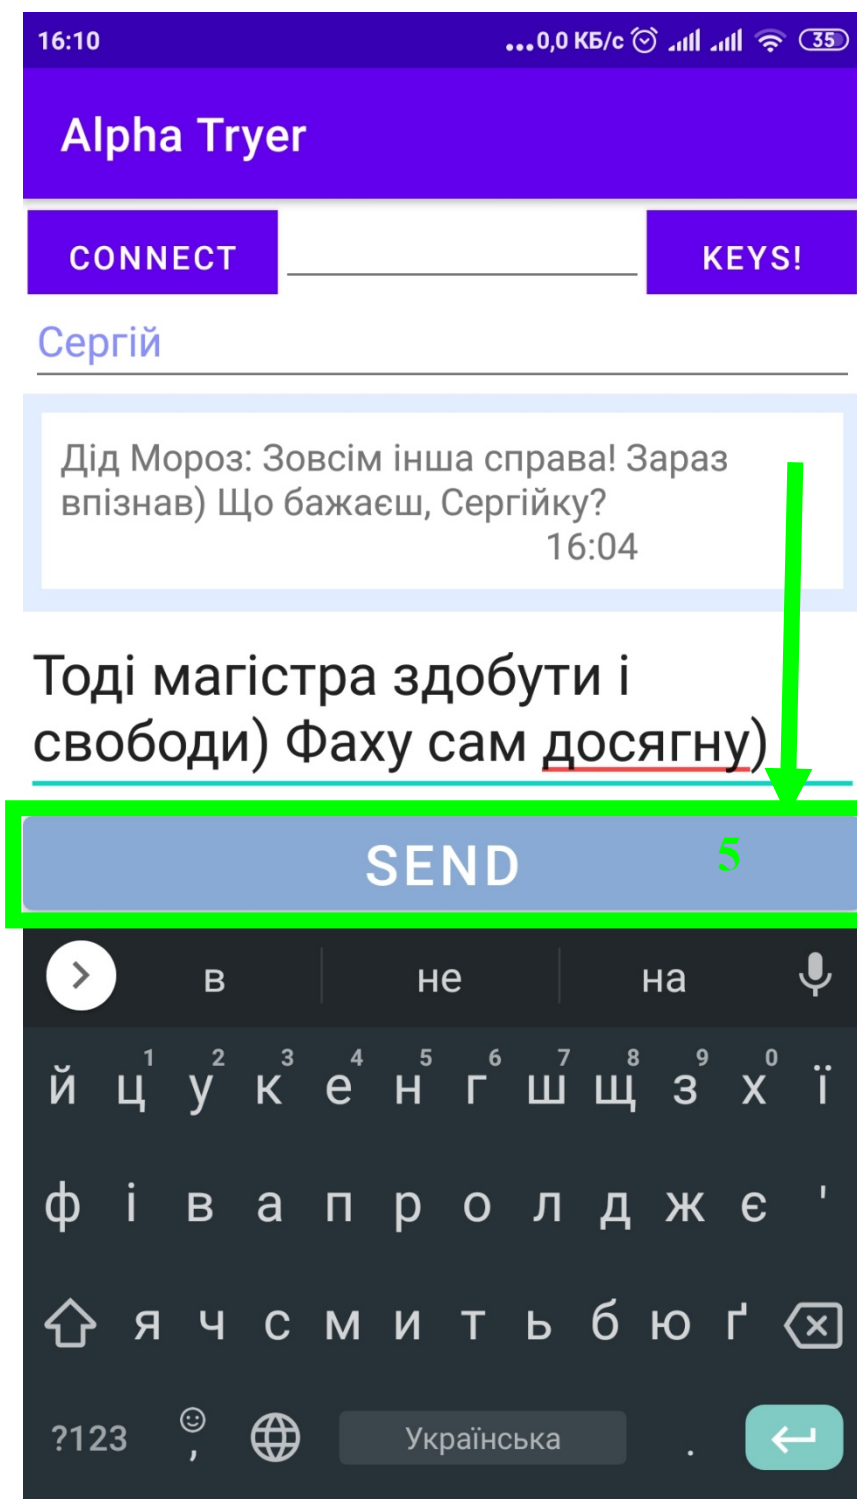 16:10 ...0,0 КБ/с 35
Alpha Tryer
CONNECT KEYS!
Сергій
Дід Мороз: Зовсім інша справа! Зараз
впізнав) Що бажаєш, Сергійку?
16:04
Тоді магістра здобути і
свободи) Фаху сам досягну)
SEND 5
в не на
1 2 3 4 5 6 7 8 9 0
й ц у к е н г ш щ з х ї
ф і в а п р о л д ж є '
я ч с м и т ь б ю ґ
?123 , Українська .